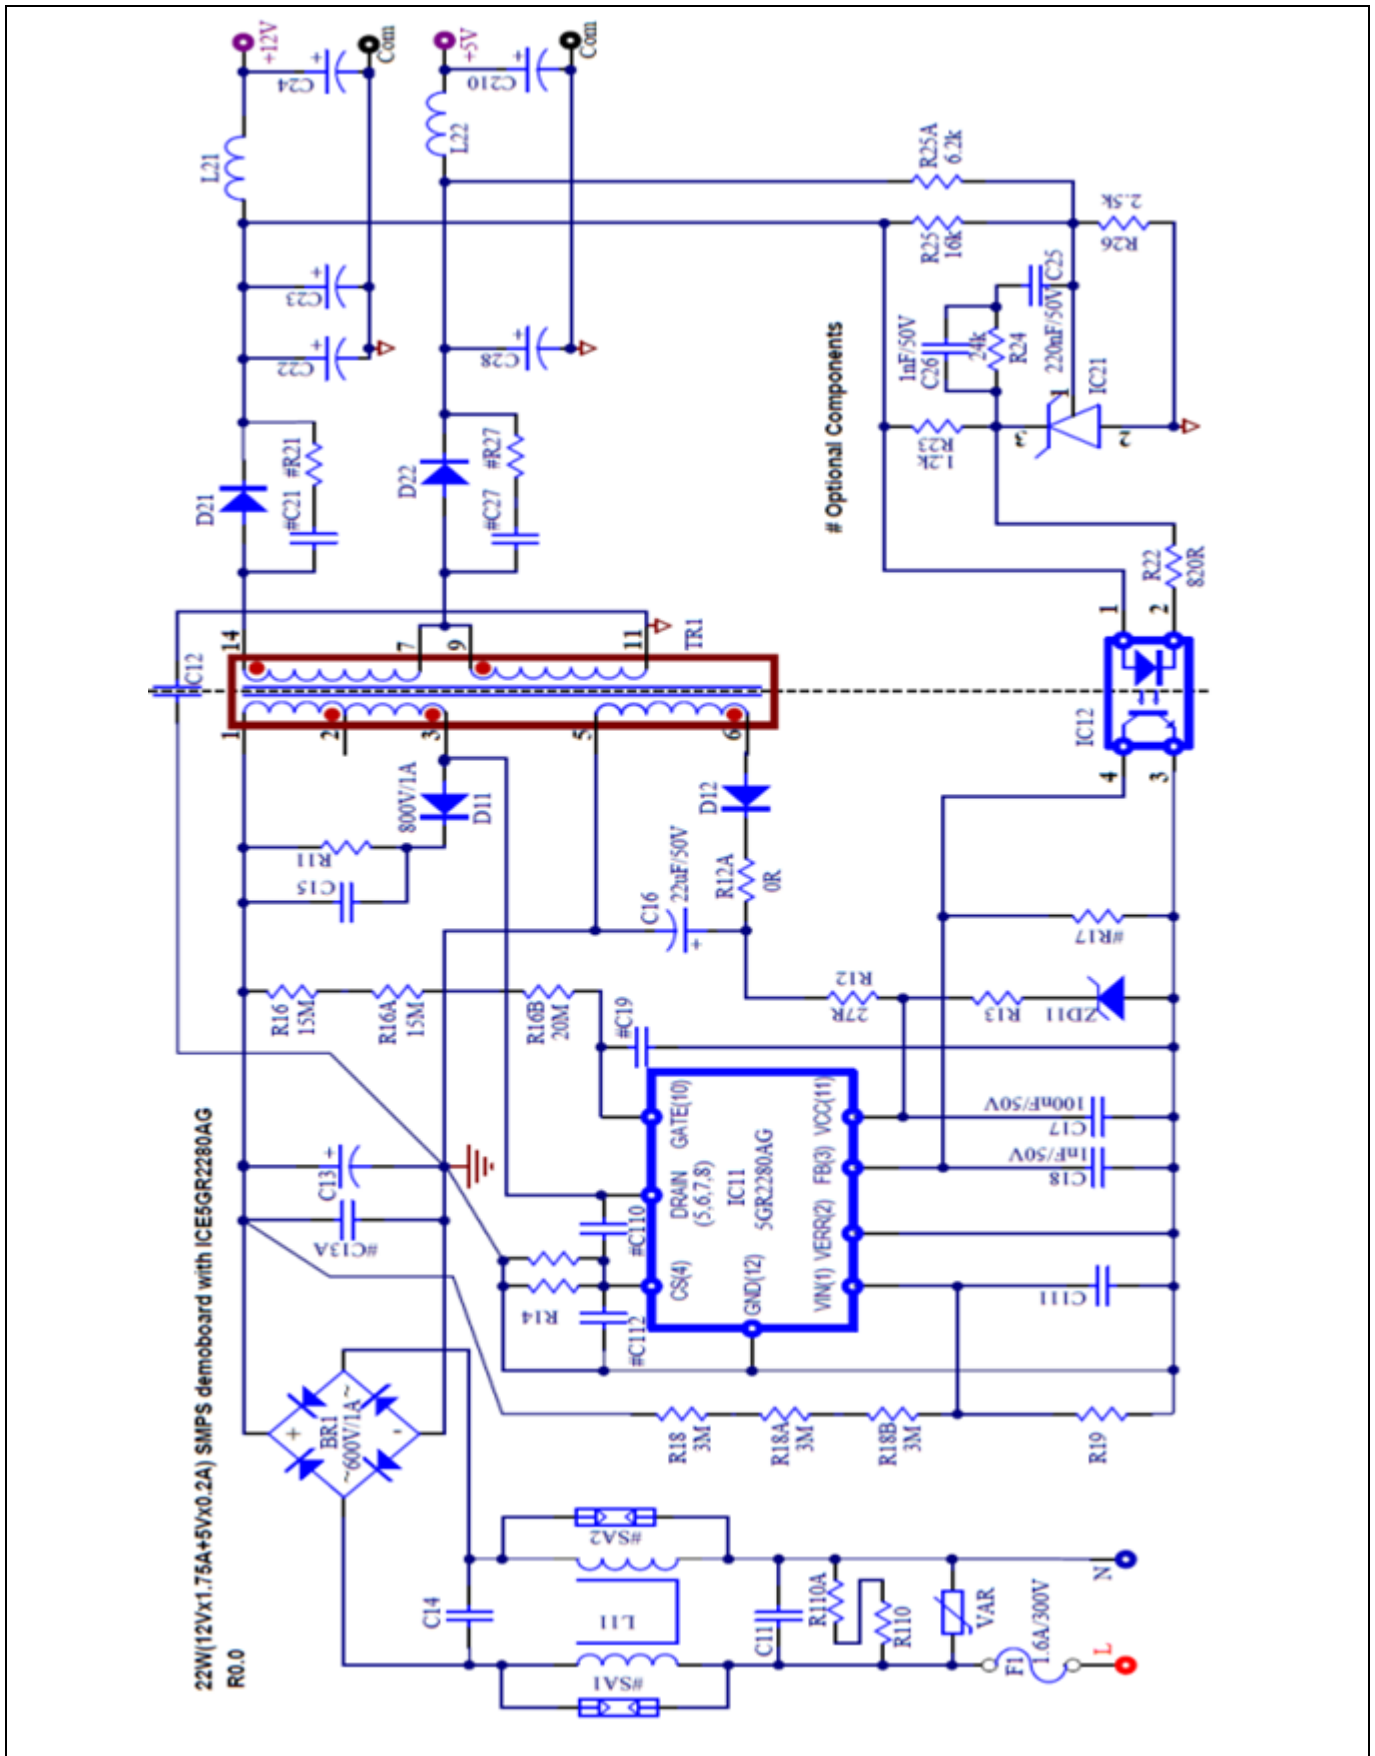 22W(12Vx1.75A+5Vx0.2A) SMPS demoboard with ICE5GR2280AG
R0.0
+12V
Com
+5V
Com
C24
C210
L21
L22
R25A
6.2k
R25
16k
2.5k
R26
C23
C22
C28
C25
220nF/50V
1nF/50V
C26
24k
R24
IC21
1
3
2
R23
# Optional Components
D21
#R21
#C21
D22
#R27
#C27
R22
820R
1
2
IC12
4
3
C12
14
7
9
11
TR1
1
2
3
5
6
800V/1A
D11
D12
R11
C15
C16
22uF/50V
R12A
0R
#R17
R16
15M
R16A
15M
R16B
20M
#C19
R12
27R
R13
ZD11
C13
#C13A
#C110
R14
#C112
GATE(10)
DRAIN
(5,6,7,8)
CS(4)
IC11
5GR2280AG
GND(12)
VCC(11)
FB(3)
VERR(2)
VIN(1)
100nF/50V
C17
1nF/50V
C18
C111
+
BR1
~600V/1A~
-
R18
3M
R18A
3M
R18B
3M
R19
#SA2
C14
L11
#SA1
C11
R110A
R110
VAR
F1
1.6A/300V
N
L